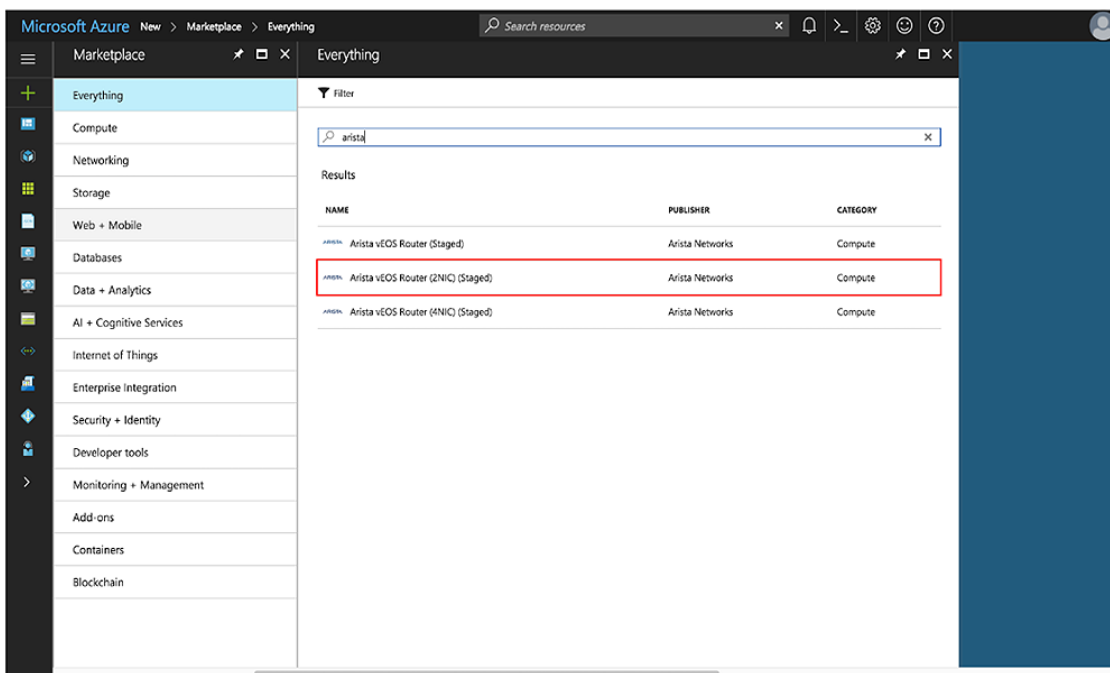 Microsoft Azure New > Marketplace > Everything
Search resources
Marketplace
Everything
Compute
Networking
Storage
Web + Mobile
Databases
Data + Analytics
AI + Cognitive Services
Internet of Things
Enterprise Integration
Security + Identity
Developer tools
Monitoring + Management
Add-ons
Containers
Blockchain
Everything
Filter
arista
Results
NAME PUBLISHER CATEGORY
ARISTA Arista vEOS Router (Staged) Arista Networks Compute
ARISTA Arista vEOS Router (2NIC) (Staged) Arista Networks Compute
ARISTA Arista vEOS Router (4NIC) (Staged) Arista Networks Compute